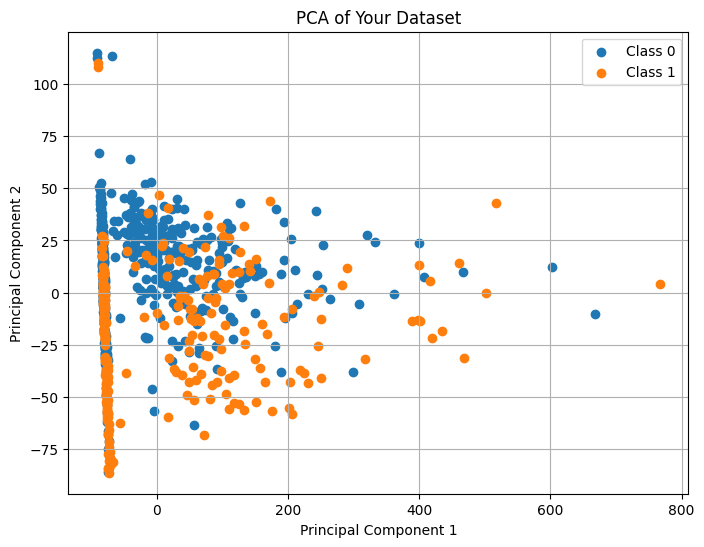 PCA of Your Dataset
Class 0
Class 1
Principal Component 2
100
75
50
25
0
−25
−50
−75
0
200
400
600
800
Principal Component 1